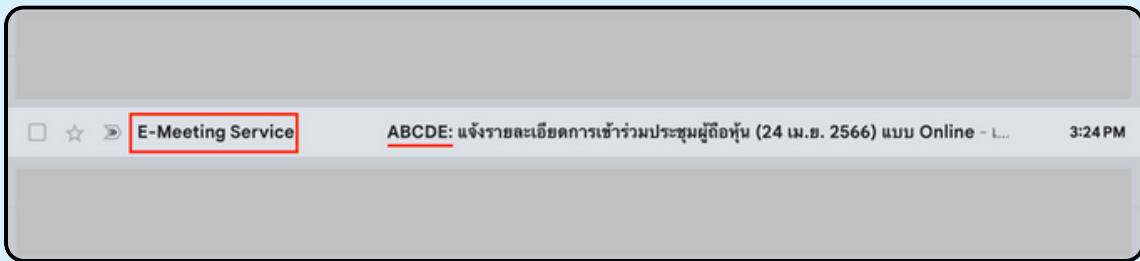 E-Meeting Service ABCDE: แจ้งรายละเอียดการเข้าร่วมประชุมผู้ถือหุ้น (24 เม.ย. 2566) แบบ Online - เ... 3:24 PM